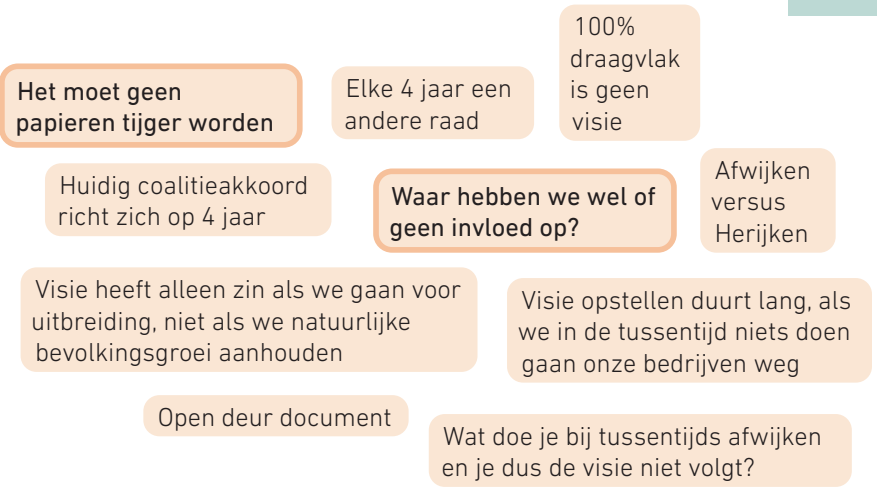 100%
draagvlak
is geen
visie
Het moet geen
papieren tijger worden
Elke 4 jaar een
andere raad
Huidig coalitieakkoord
richt zich op 4 jaar
Waar hebben we wel of
geen invloed op?
Afwijken
versus
Herijken
Visie heeft alleen zin als we gaan voor
uitbreiding, niet als we natuurlijke
bevolkingsgroei aanhouden
Visie opstellen duurt lang, als
we in de tussentijd niets doen
gaan onze bedrijven weg
Open deur document
Wat doe je bij tussentijds afwijken
en je dus de visie niet volgt?